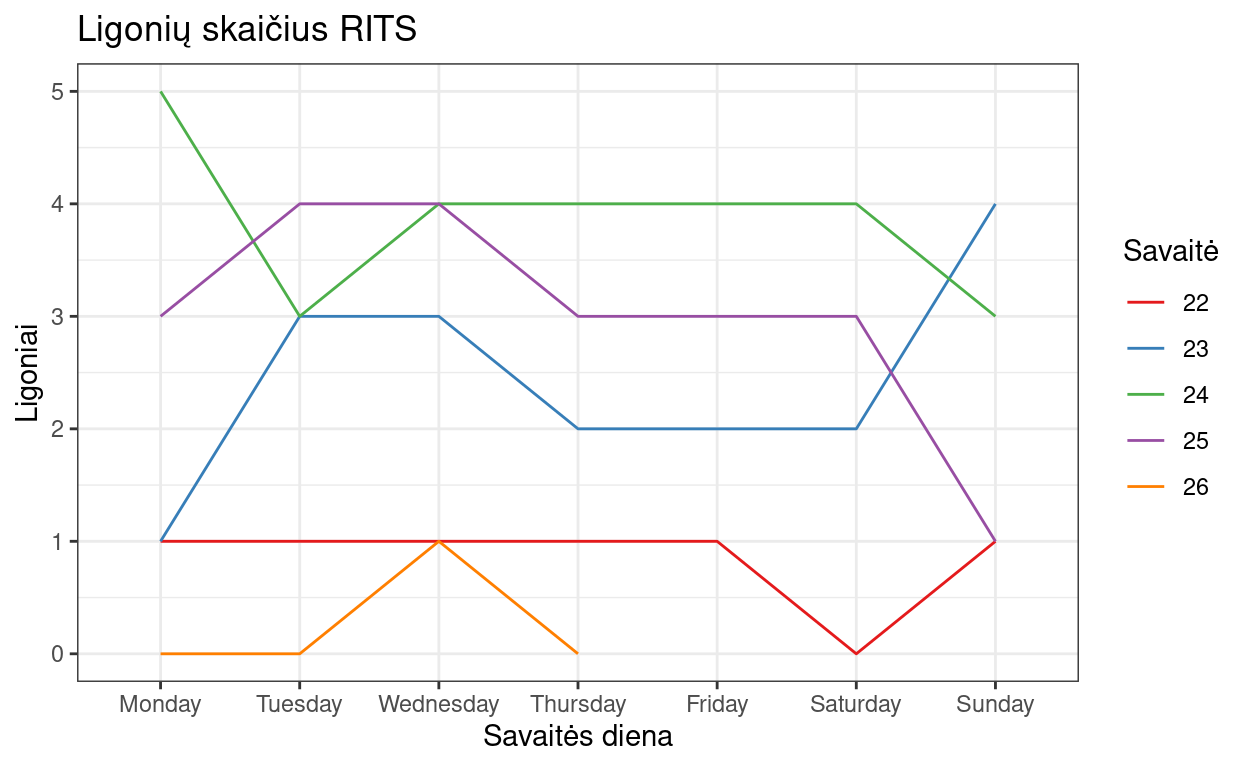 Ligonių skaičius RITS
5
4
3
2
1
0
Ligoniai
Monday Tuesday Wednesday Thursday Friday Saturday Sunday
Savaitės diena
Savaitė
22
23
24
25
26